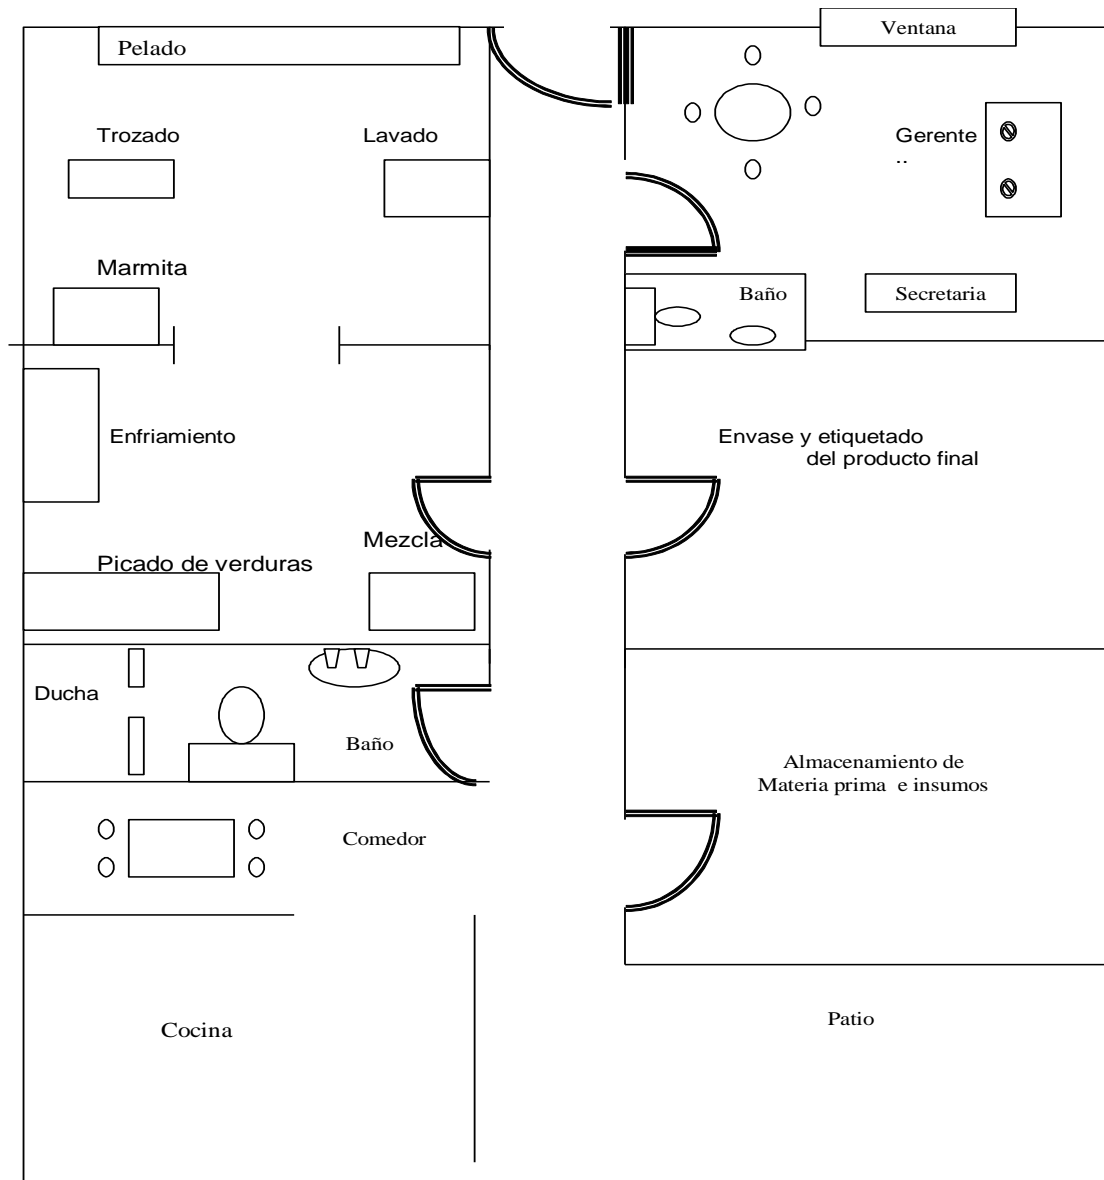 Ventana
Pelado
Trozado
Lavado
Gerente
..
Marmita
Baño
Secretaria
Enfriamiento
Envase y etiquetado
del producto final
Mezcla
Picado de verduras
Ducha
Baño
Almacenamiento de
Materia prima e insumos
Comedor
Cocina
Patio